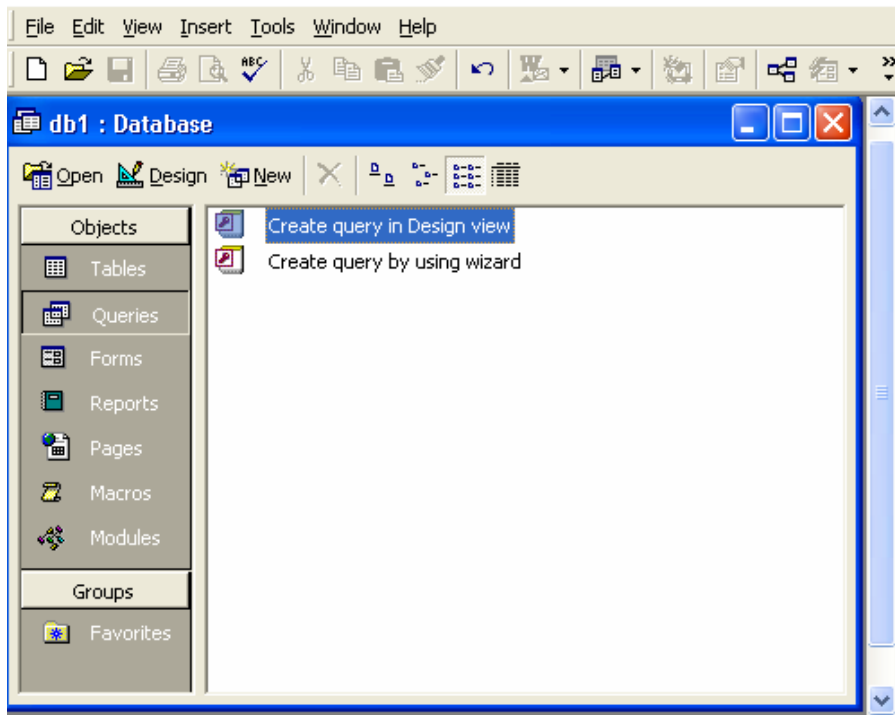 File Edit View Insert Tools Window Help
ABC
db1 : Database
Open Design New
Objects
Tables
Queries
Forms
Reports
Pages
Macros
Modules
Groups
Favorites
Create query in Design view
Create query by using wizard